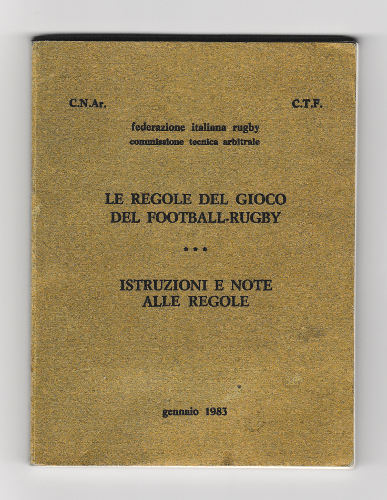 C.N.Ar. C.T.F.
federazione italiana rugby
commissione tecnica arbitrale
LE REGOLE DEL GIOCO
DEL FOOTBALL-RUGBY
* * *
ISTRUZIONI E NOTE
ALLE REGOLE
gennaio 1983